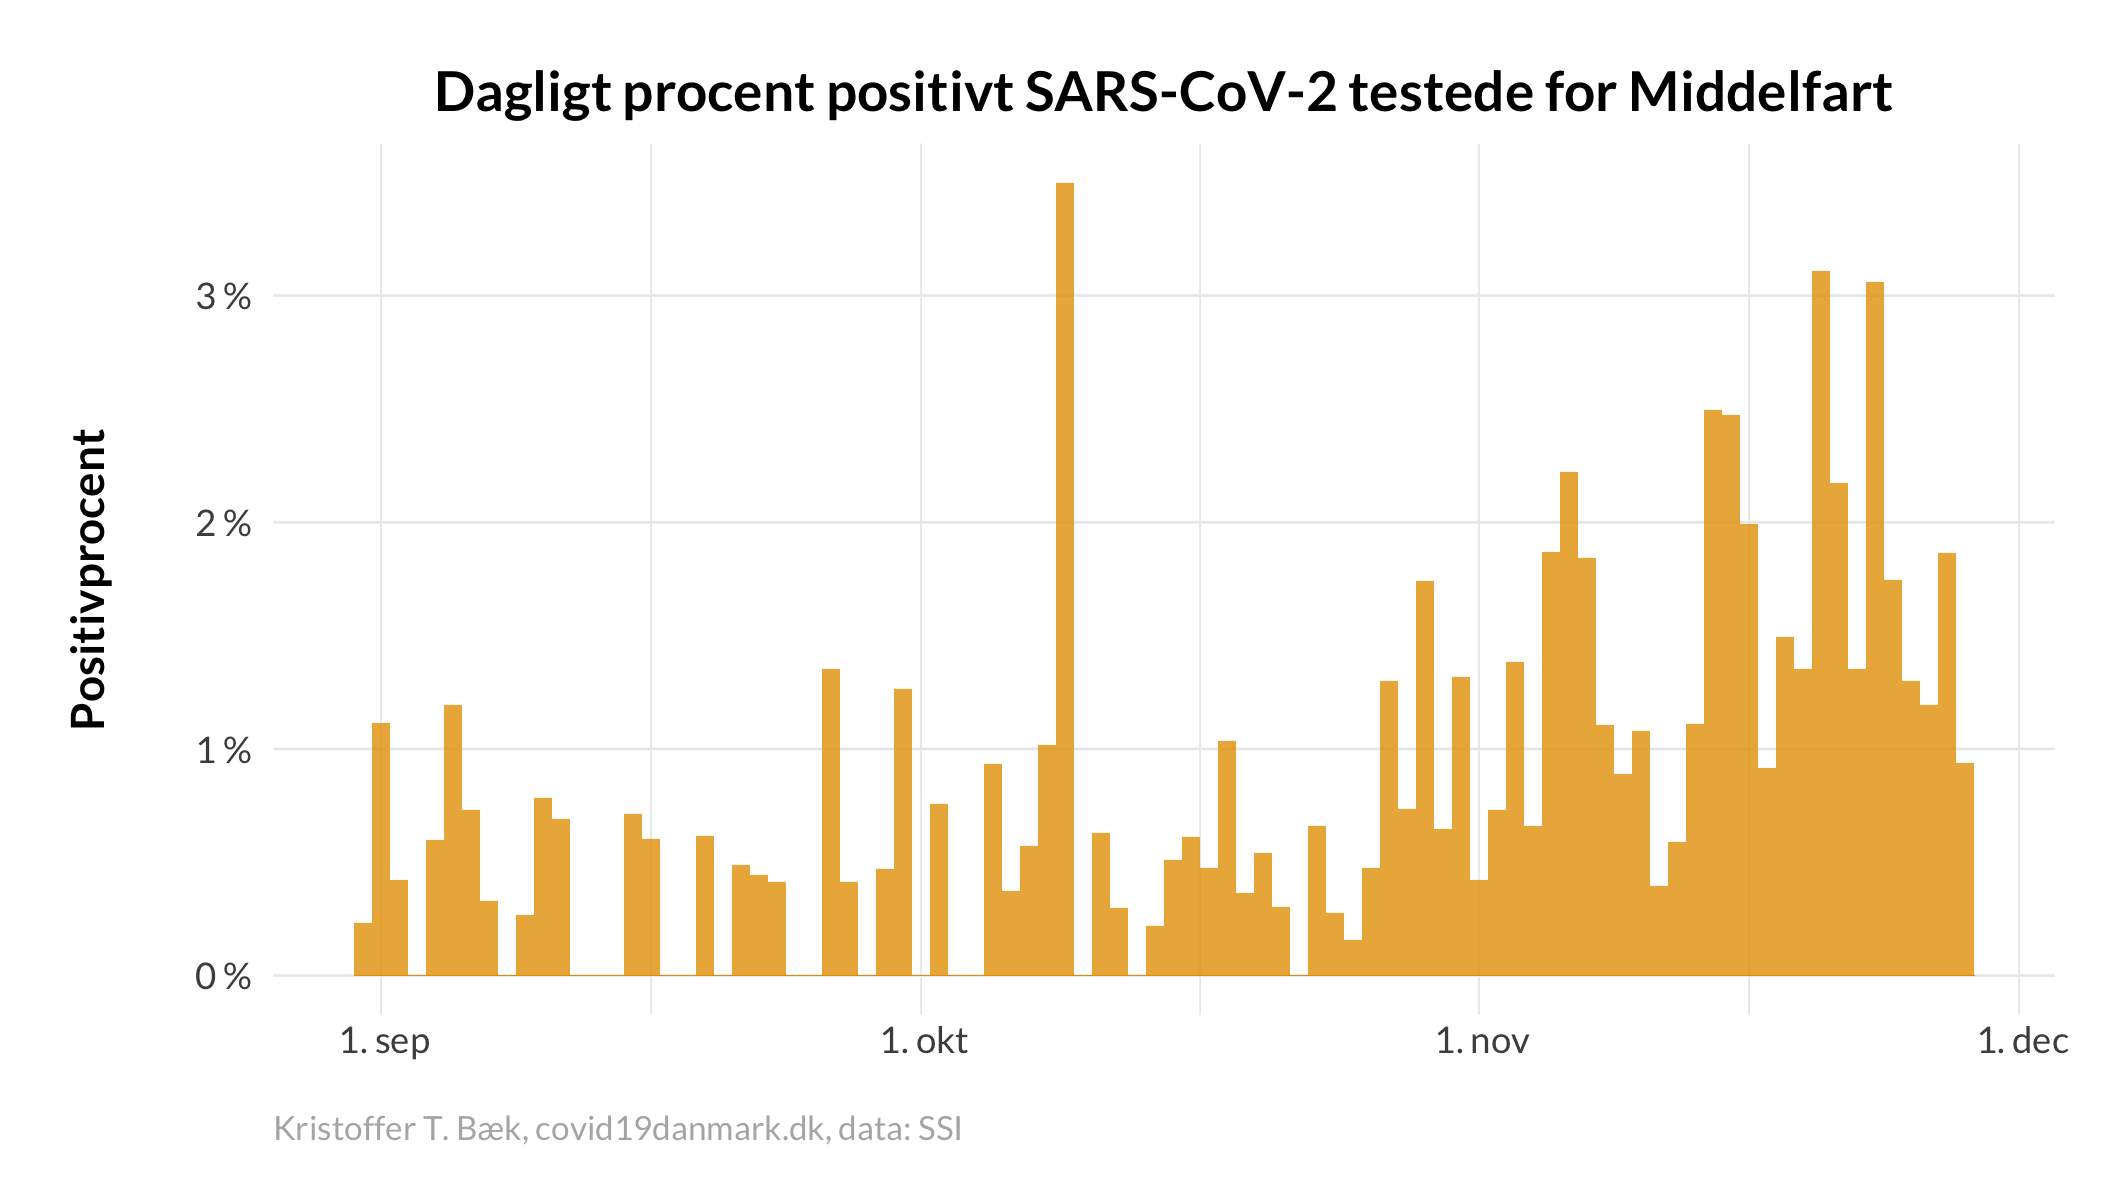 Dagligt procent positivt SARS-CoV-2 testede for Middelfart
Positivprocent
3 %
2 %
1 %
0 %
1. sep
1. okt
1. nov
1. dec
Kristoffer T. Bæk, covid19danmark.dk, data: SSI